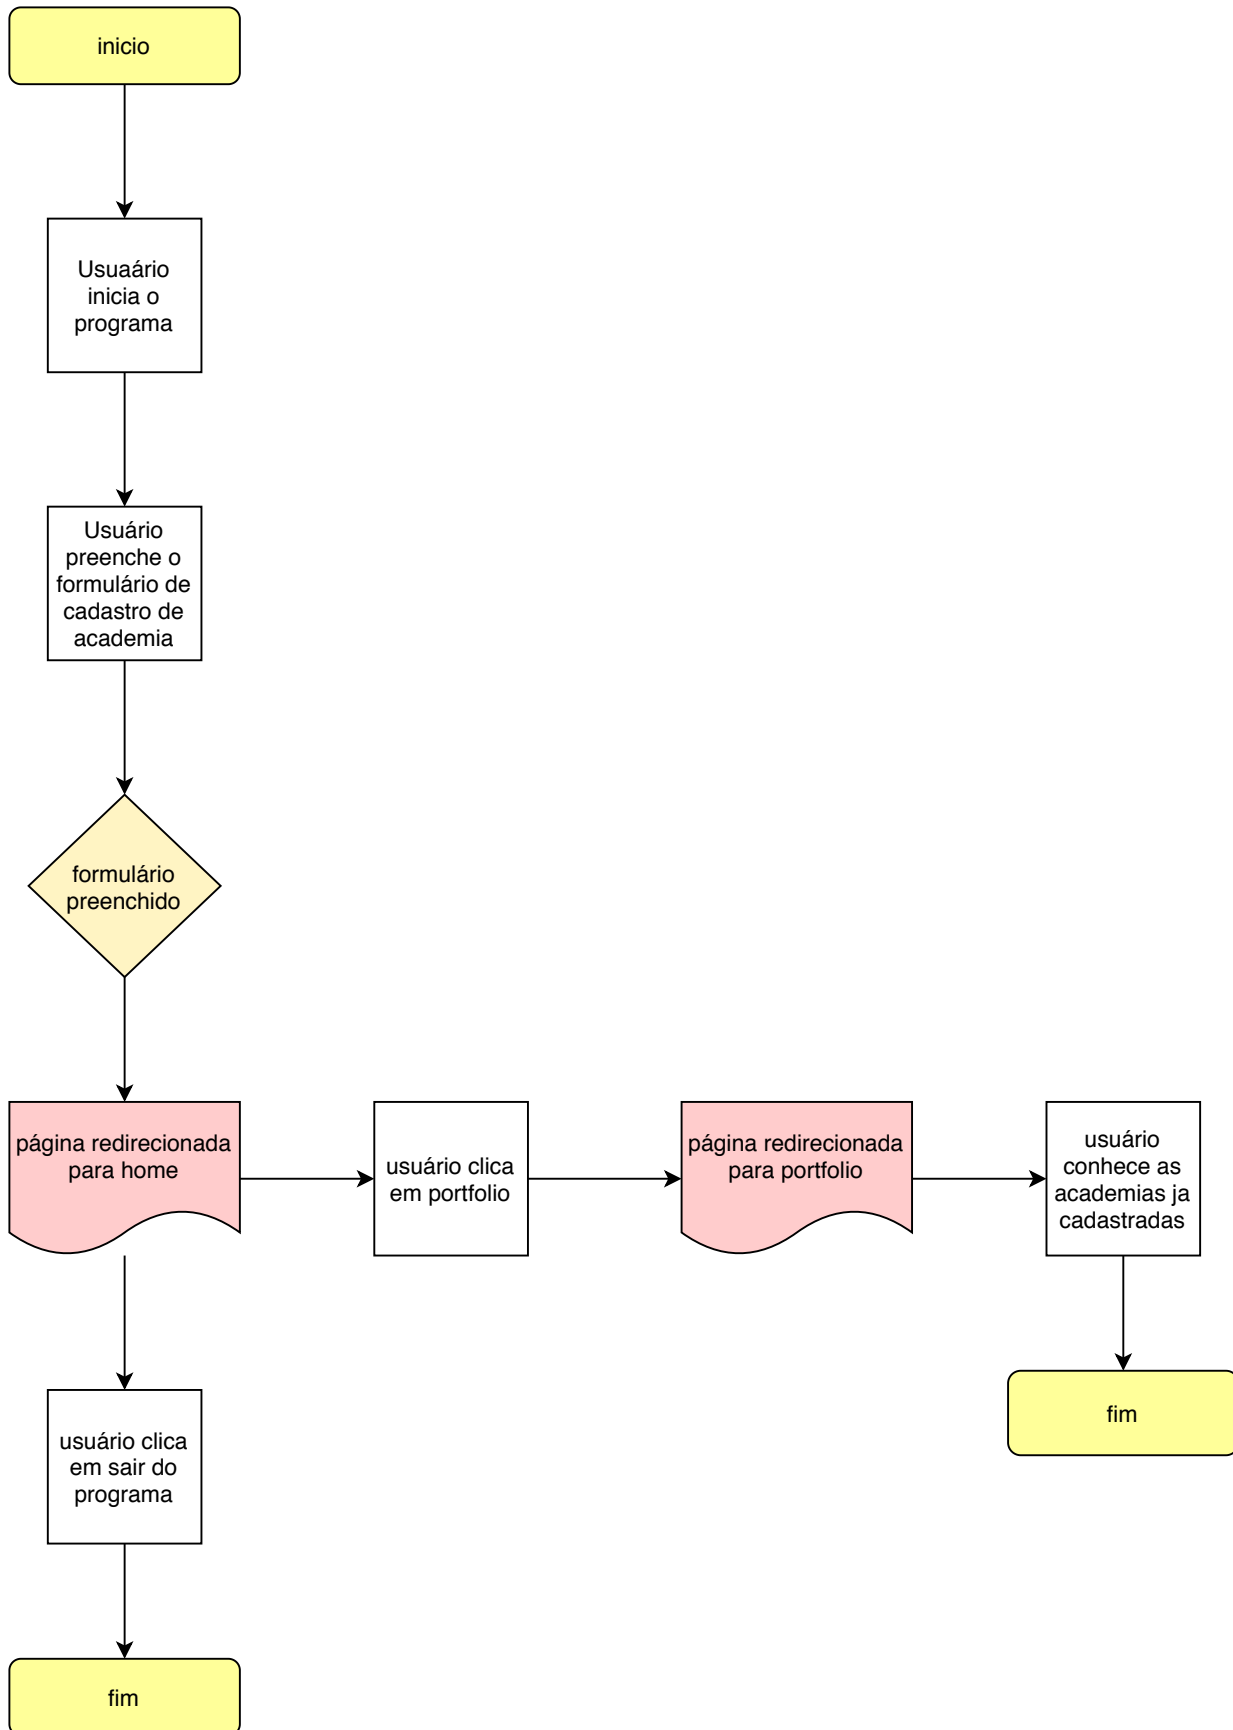 inicio
Usuaário
inicia o
programa
Usuário
preenche o
formulário de
cadastro de
academia
formulário
preenchido
página redirecionada
para home
usuário clica
em portfolio
página redirecionada
para portfolio
usuário
conhece as
academias ja
cadastradas
fim
usuário clica
em sair do
programa
fim